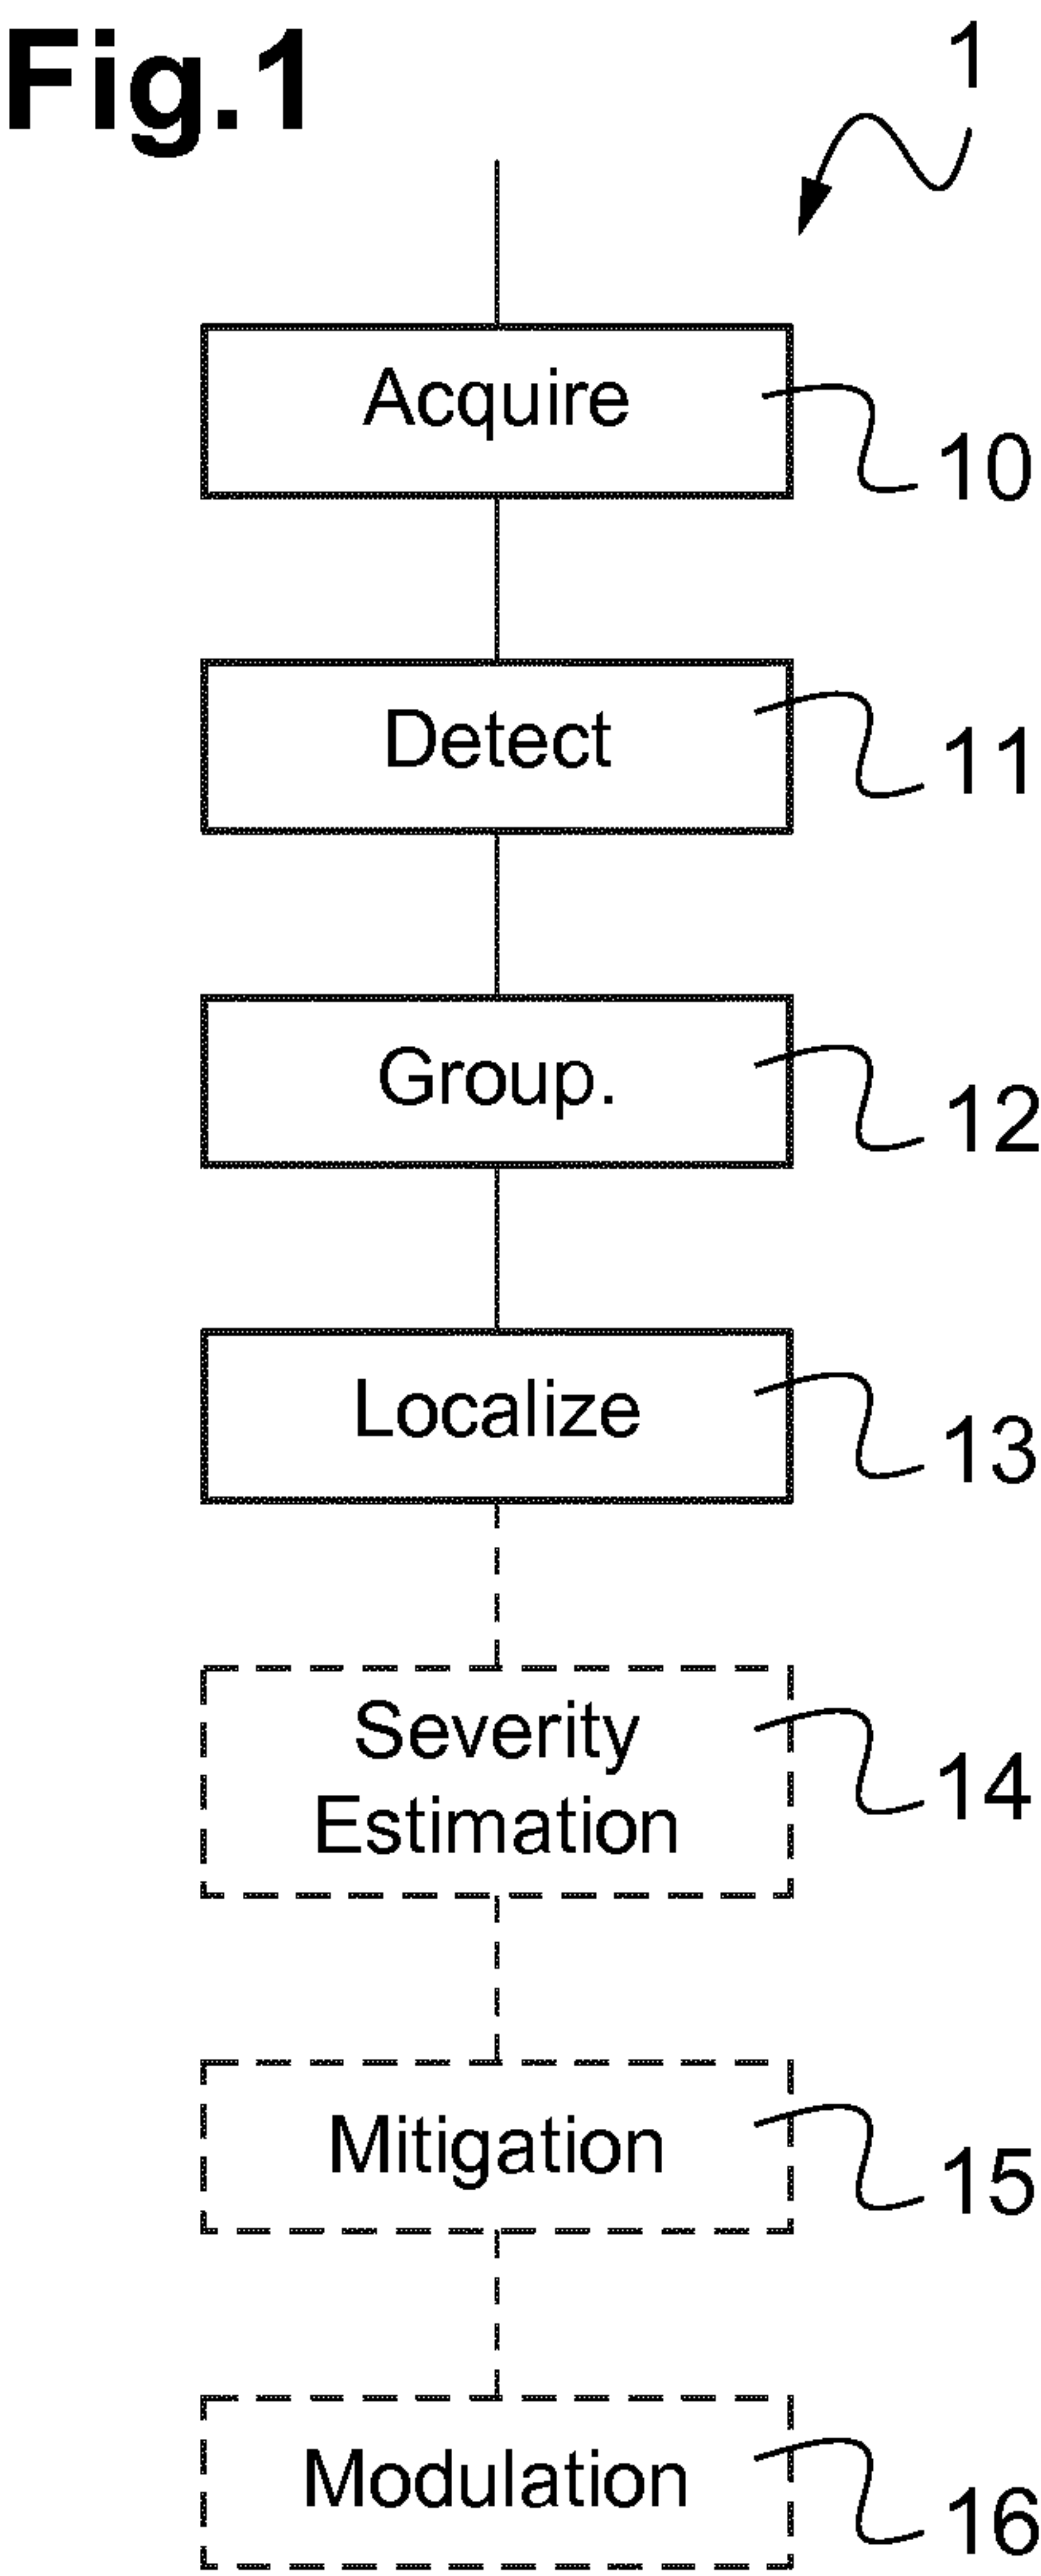 Fig.1
1
Acquire
10
Detect
11
Group.
12
Localize
13
Severity
Estimation
14
Mitigation
15
Modulation
16